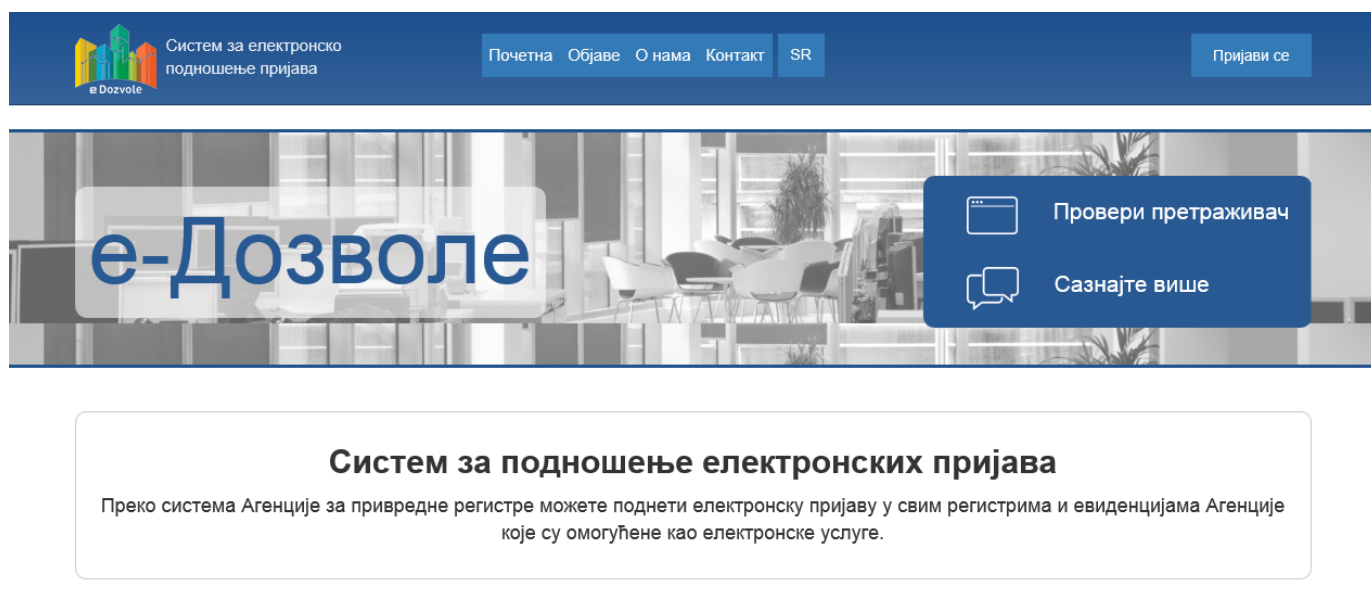 Систем за електронско
подношење пријава
e Dozvole
Почетна Објаве О нама Контакт SR
Пријави се
е-Дозволе
Провери претраживач
Сазнајте више
Систем за подношење електронских пријава
Преко система Агенције за привредне регистре можете поднети електронску пријаву у свим регистрима и евиденцијама Агенције
које су омогућене као електронске услуге.